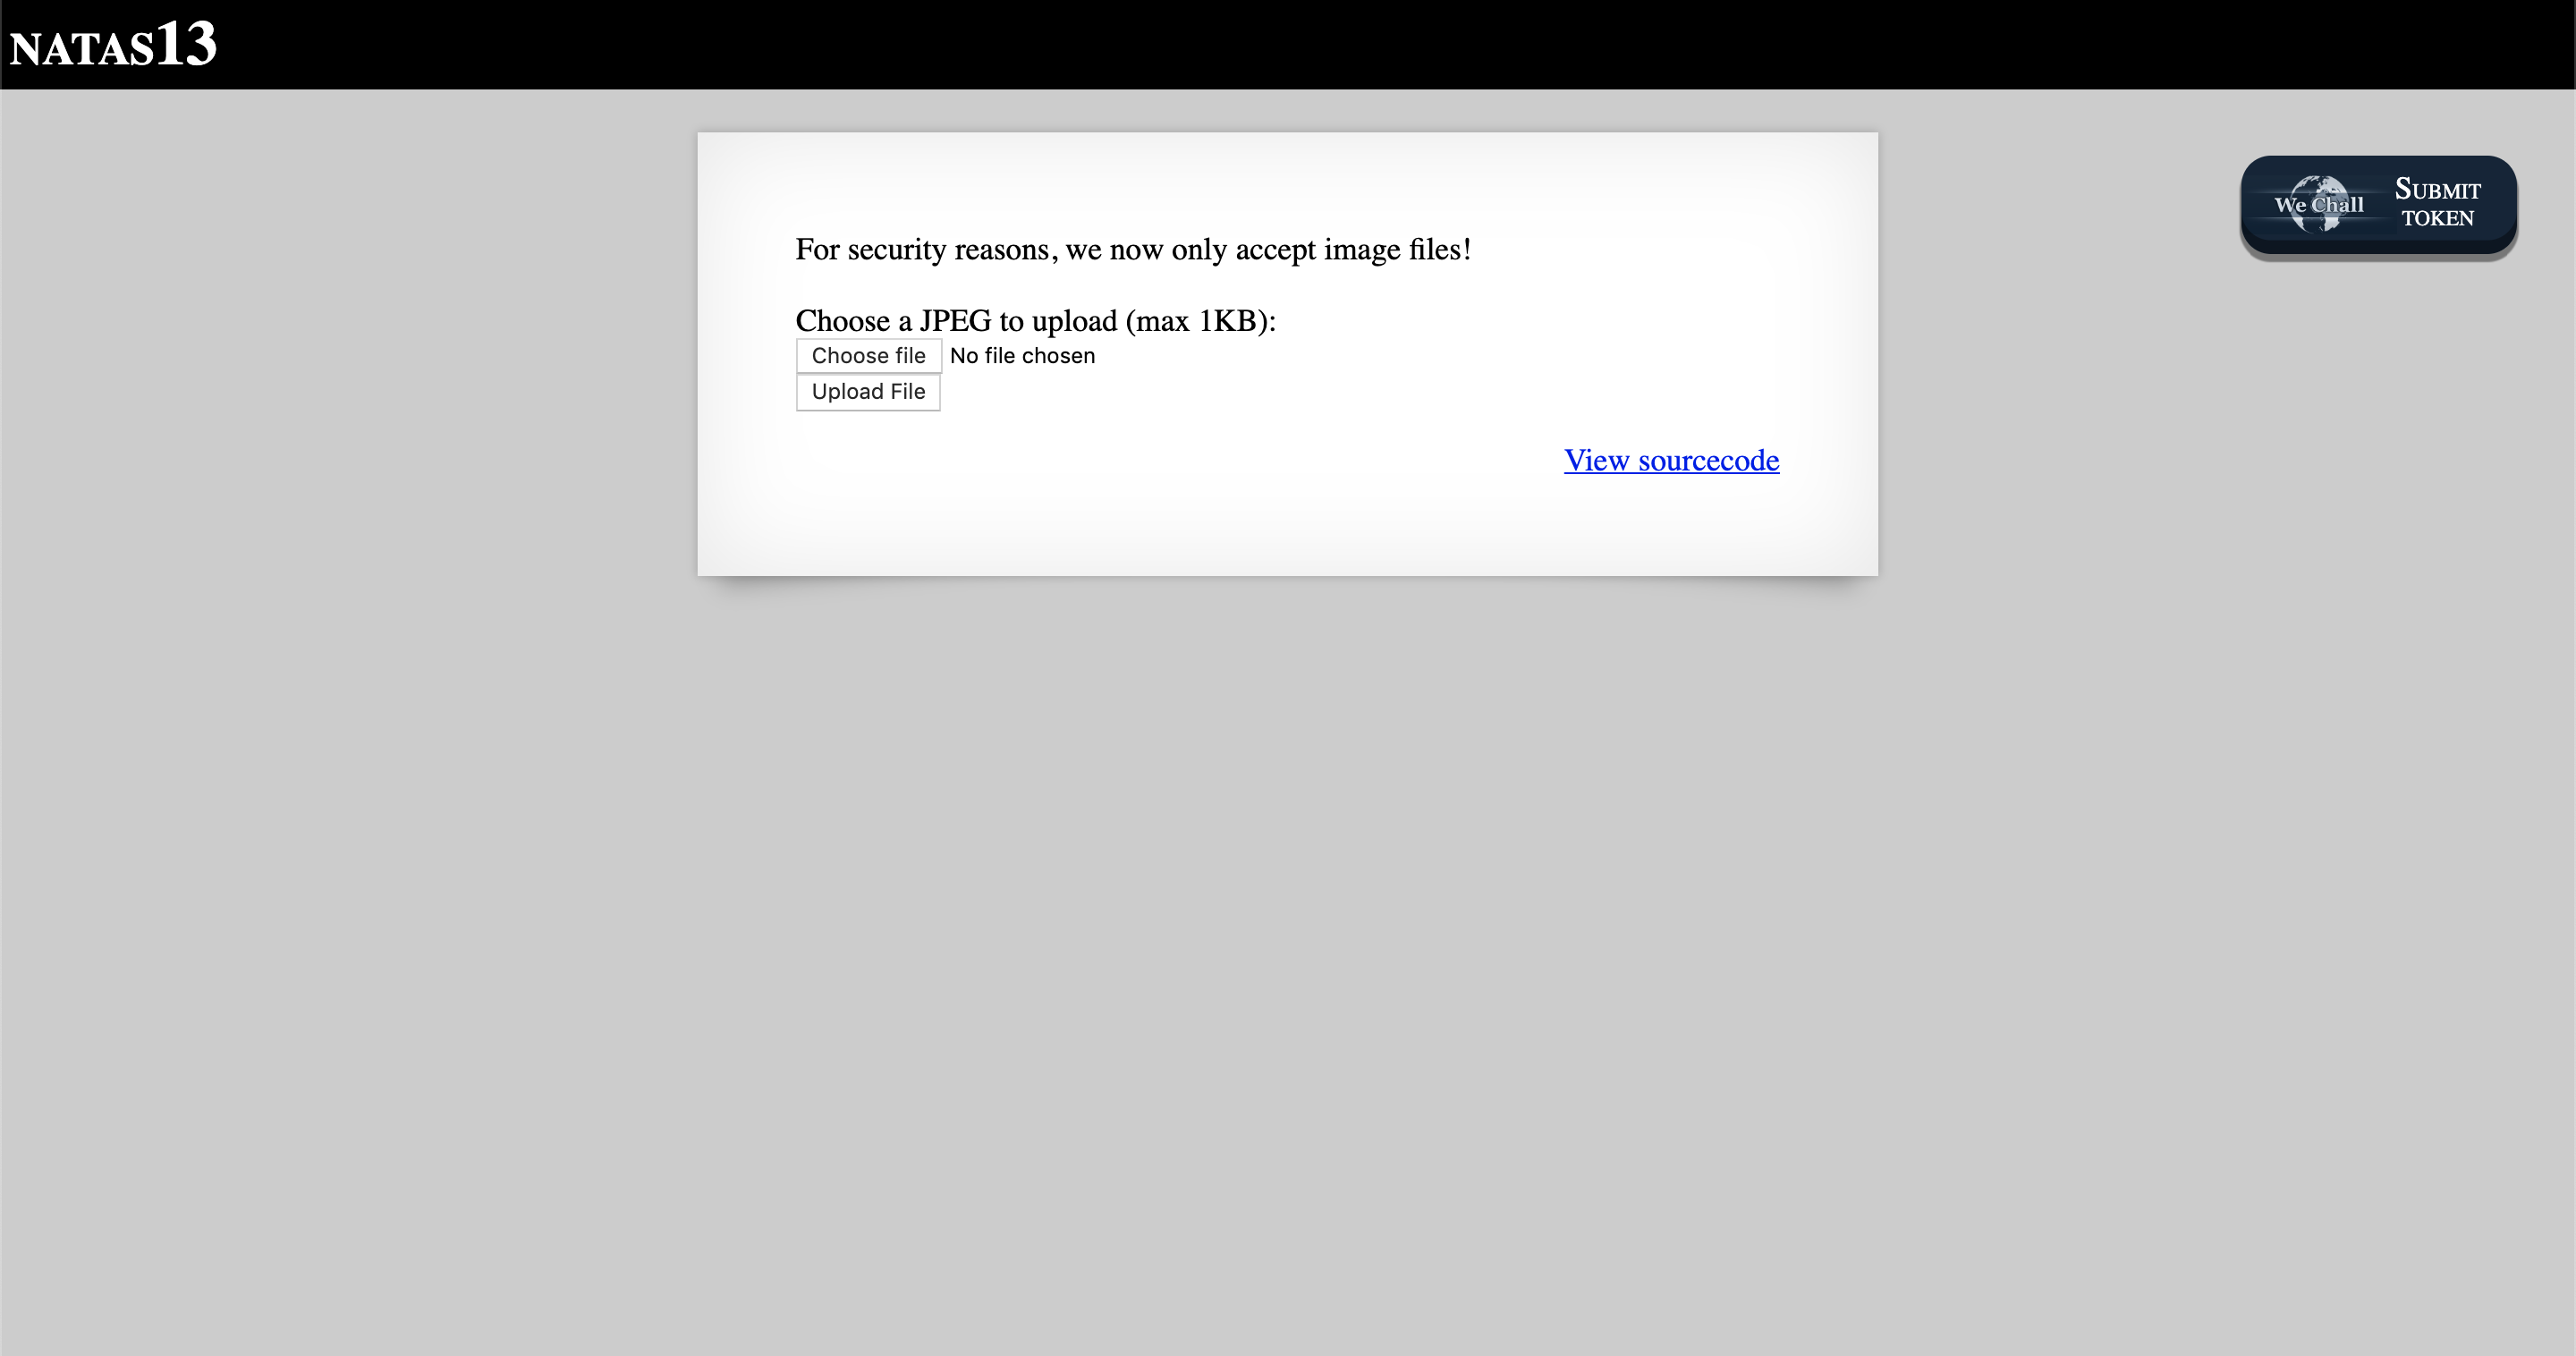 NATAS13
For security reasons, we now only accept image files!
Choose a JPEG to upload (max 1KB):
Choose file No file chosen
Upload File
View sourcecode
We Chall
SUBMIT
TOKEN